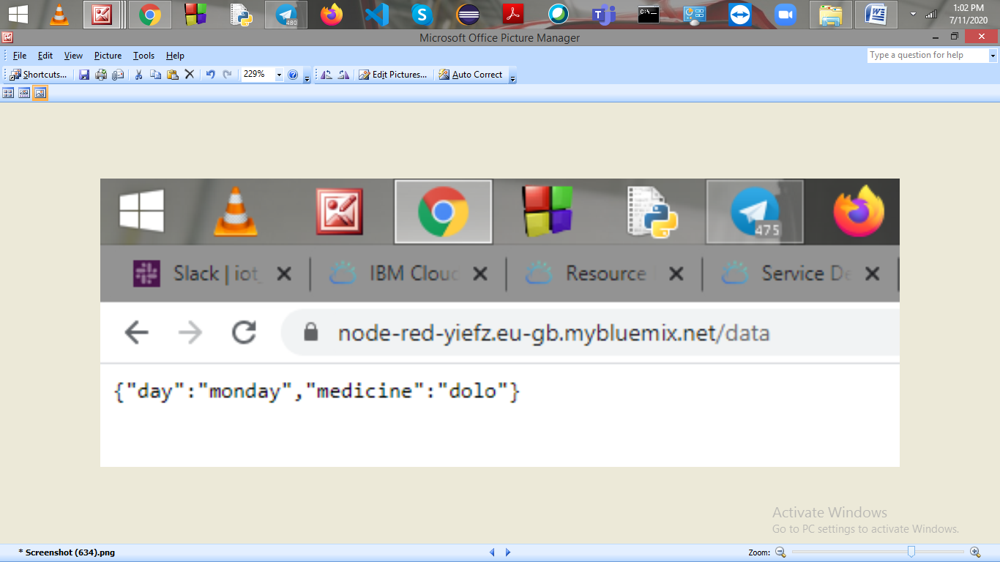 480
C:\
1:02 PM
7/11/2020
Microsoft Office Picture Manager
File Edit View Picture Tools Help
Type a question for help
Shortcuts... 229% Edit Pictures... Auto Correct
475
Slack | iot_ IBM Clouc Resource Service De
node-red-yiefz.eu-gb.mybluemix.net/data
{"day":"monday","medicine":"dolo"}
Activate Windows
Go to PC settings to activate Windows.
* Screenshot (634).png Zoom: